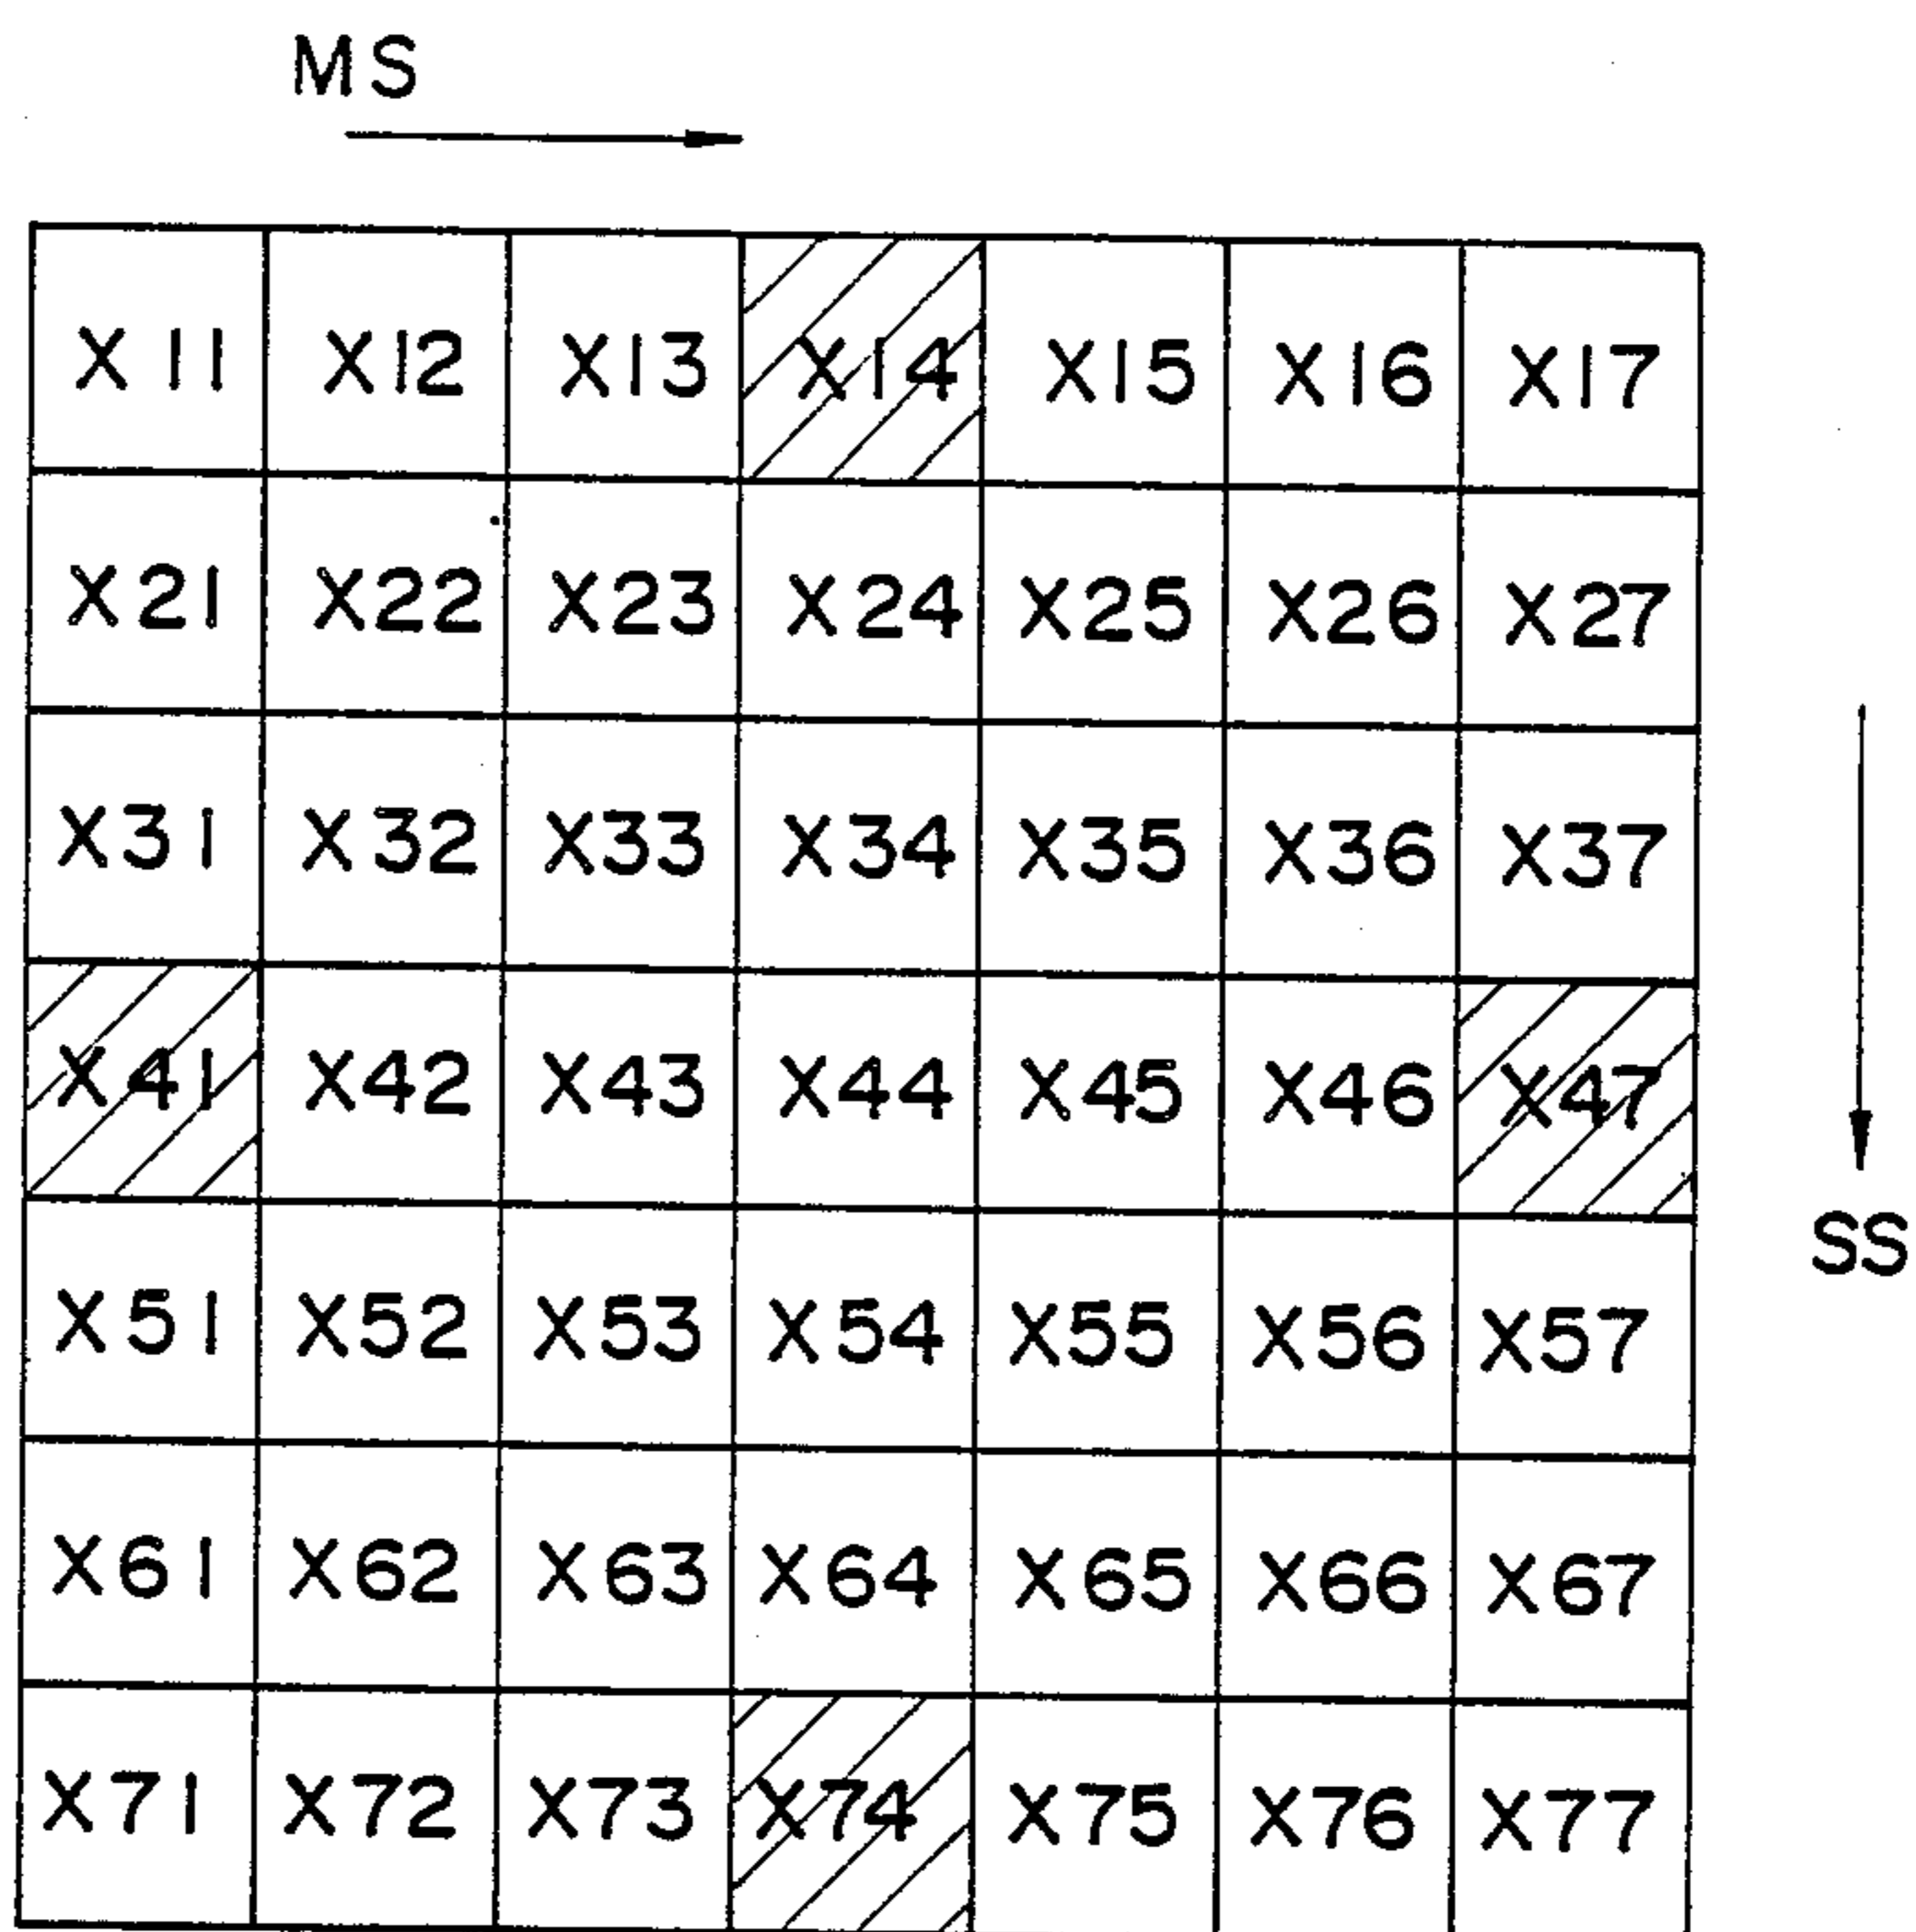 MS
X11 X12 X13 X14 X15 X16 X17
X21 X22 X23 X24 X25 X26 X27
X31 X32 X33 X34 X35 X36 X37
X41 X42 X43 X44 X45 X46 X47
SS
X51 X52 X53 X54 X55 X56 X57
X61 X62 X63 X64 X65 X66 X67
X71 X72 X73 X74 X75 X76 X77